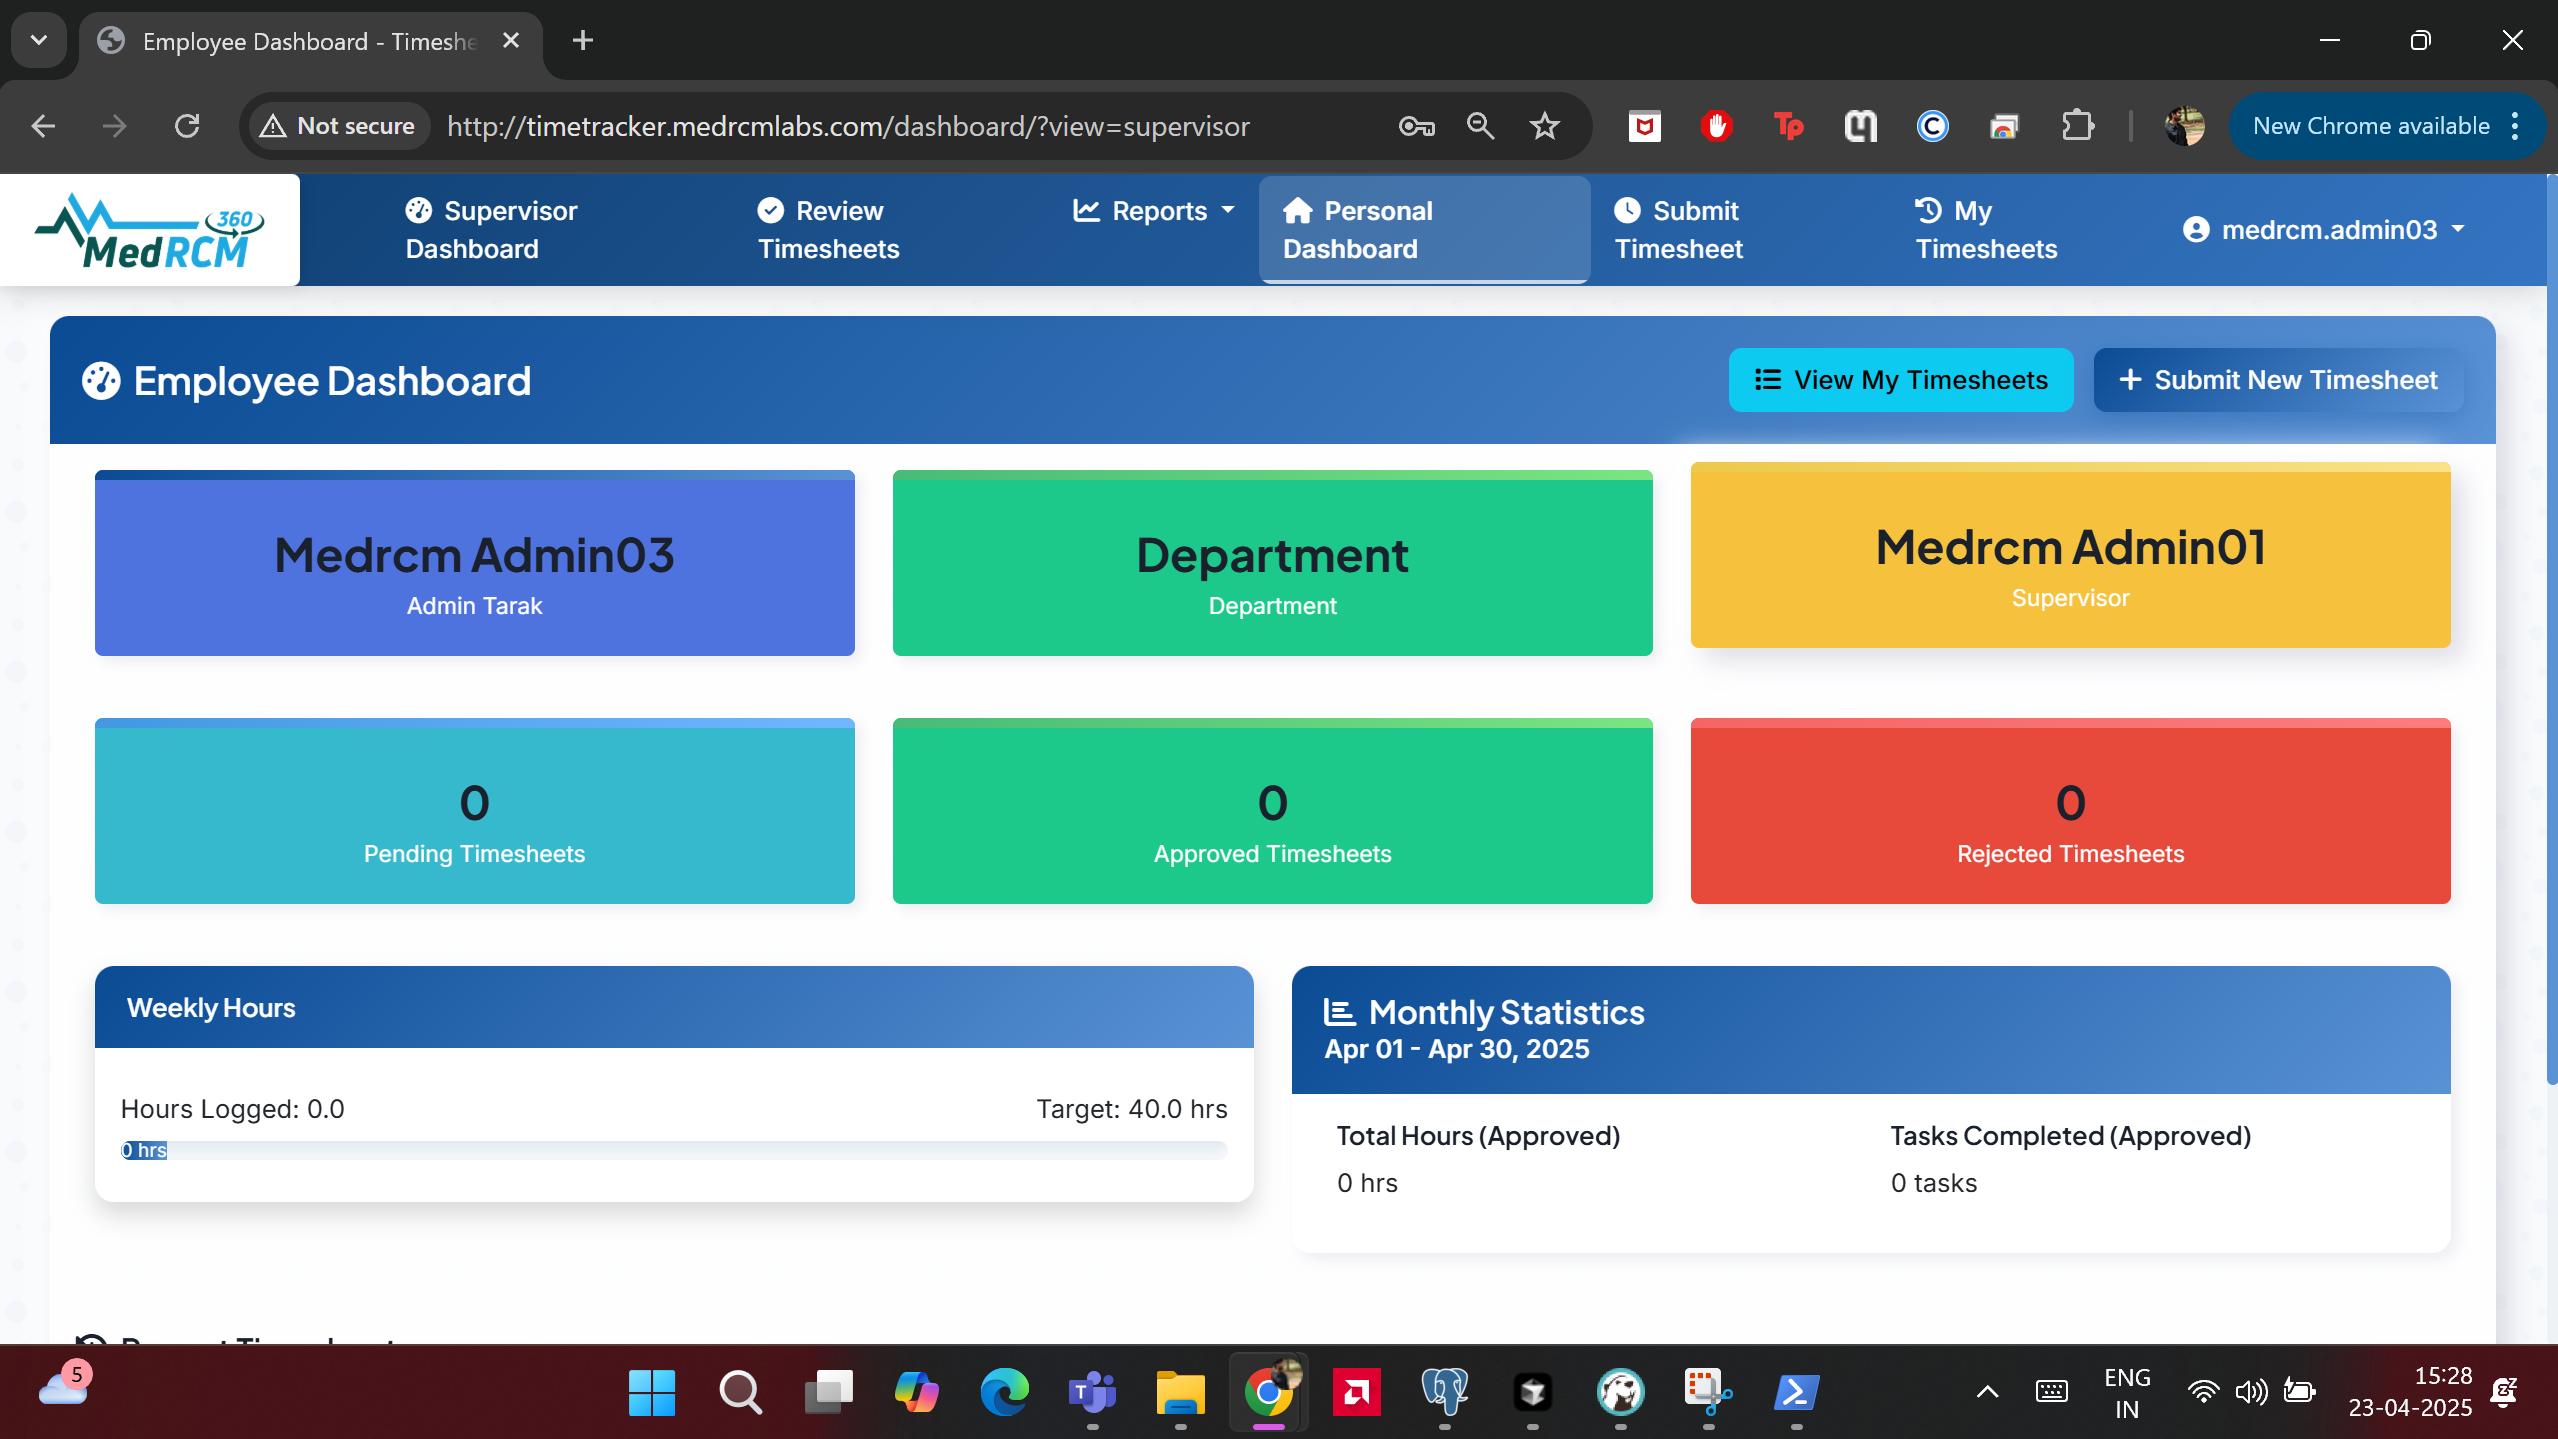 Employee Dashboard - Timeshe
Not secure
http://timetracker.medrcmlabs.com/dashboard/?view=supervisor
New Chrome available
360
MedRCM
Supervisor
Dashboard
Review
Timesheets
Reports
Personal
Dashboard
Submit
Timesheet
My
Timesheets
medrcm.admin03
Employee Dashboard
View My Timesheets
+ Submit New Timesheet
Medrcm Admin03
Admin Tarak
Department
Department
Medrcm Admin01
Supervisor
0
Pending Timesheets
0
Approved Timesheets
0
Rejected Timesheets
Weekly Hours
Hours Logged: 0.0
Target: 40.0 hrs
0 hrs
Monthly Statistics
Apr 01 - Apr 30, 2025
Total Hours (Approved)
0 hrs
Tasks Completed (Approved)
0 tasks
5
ENG
IN
15:28
23-04-2025